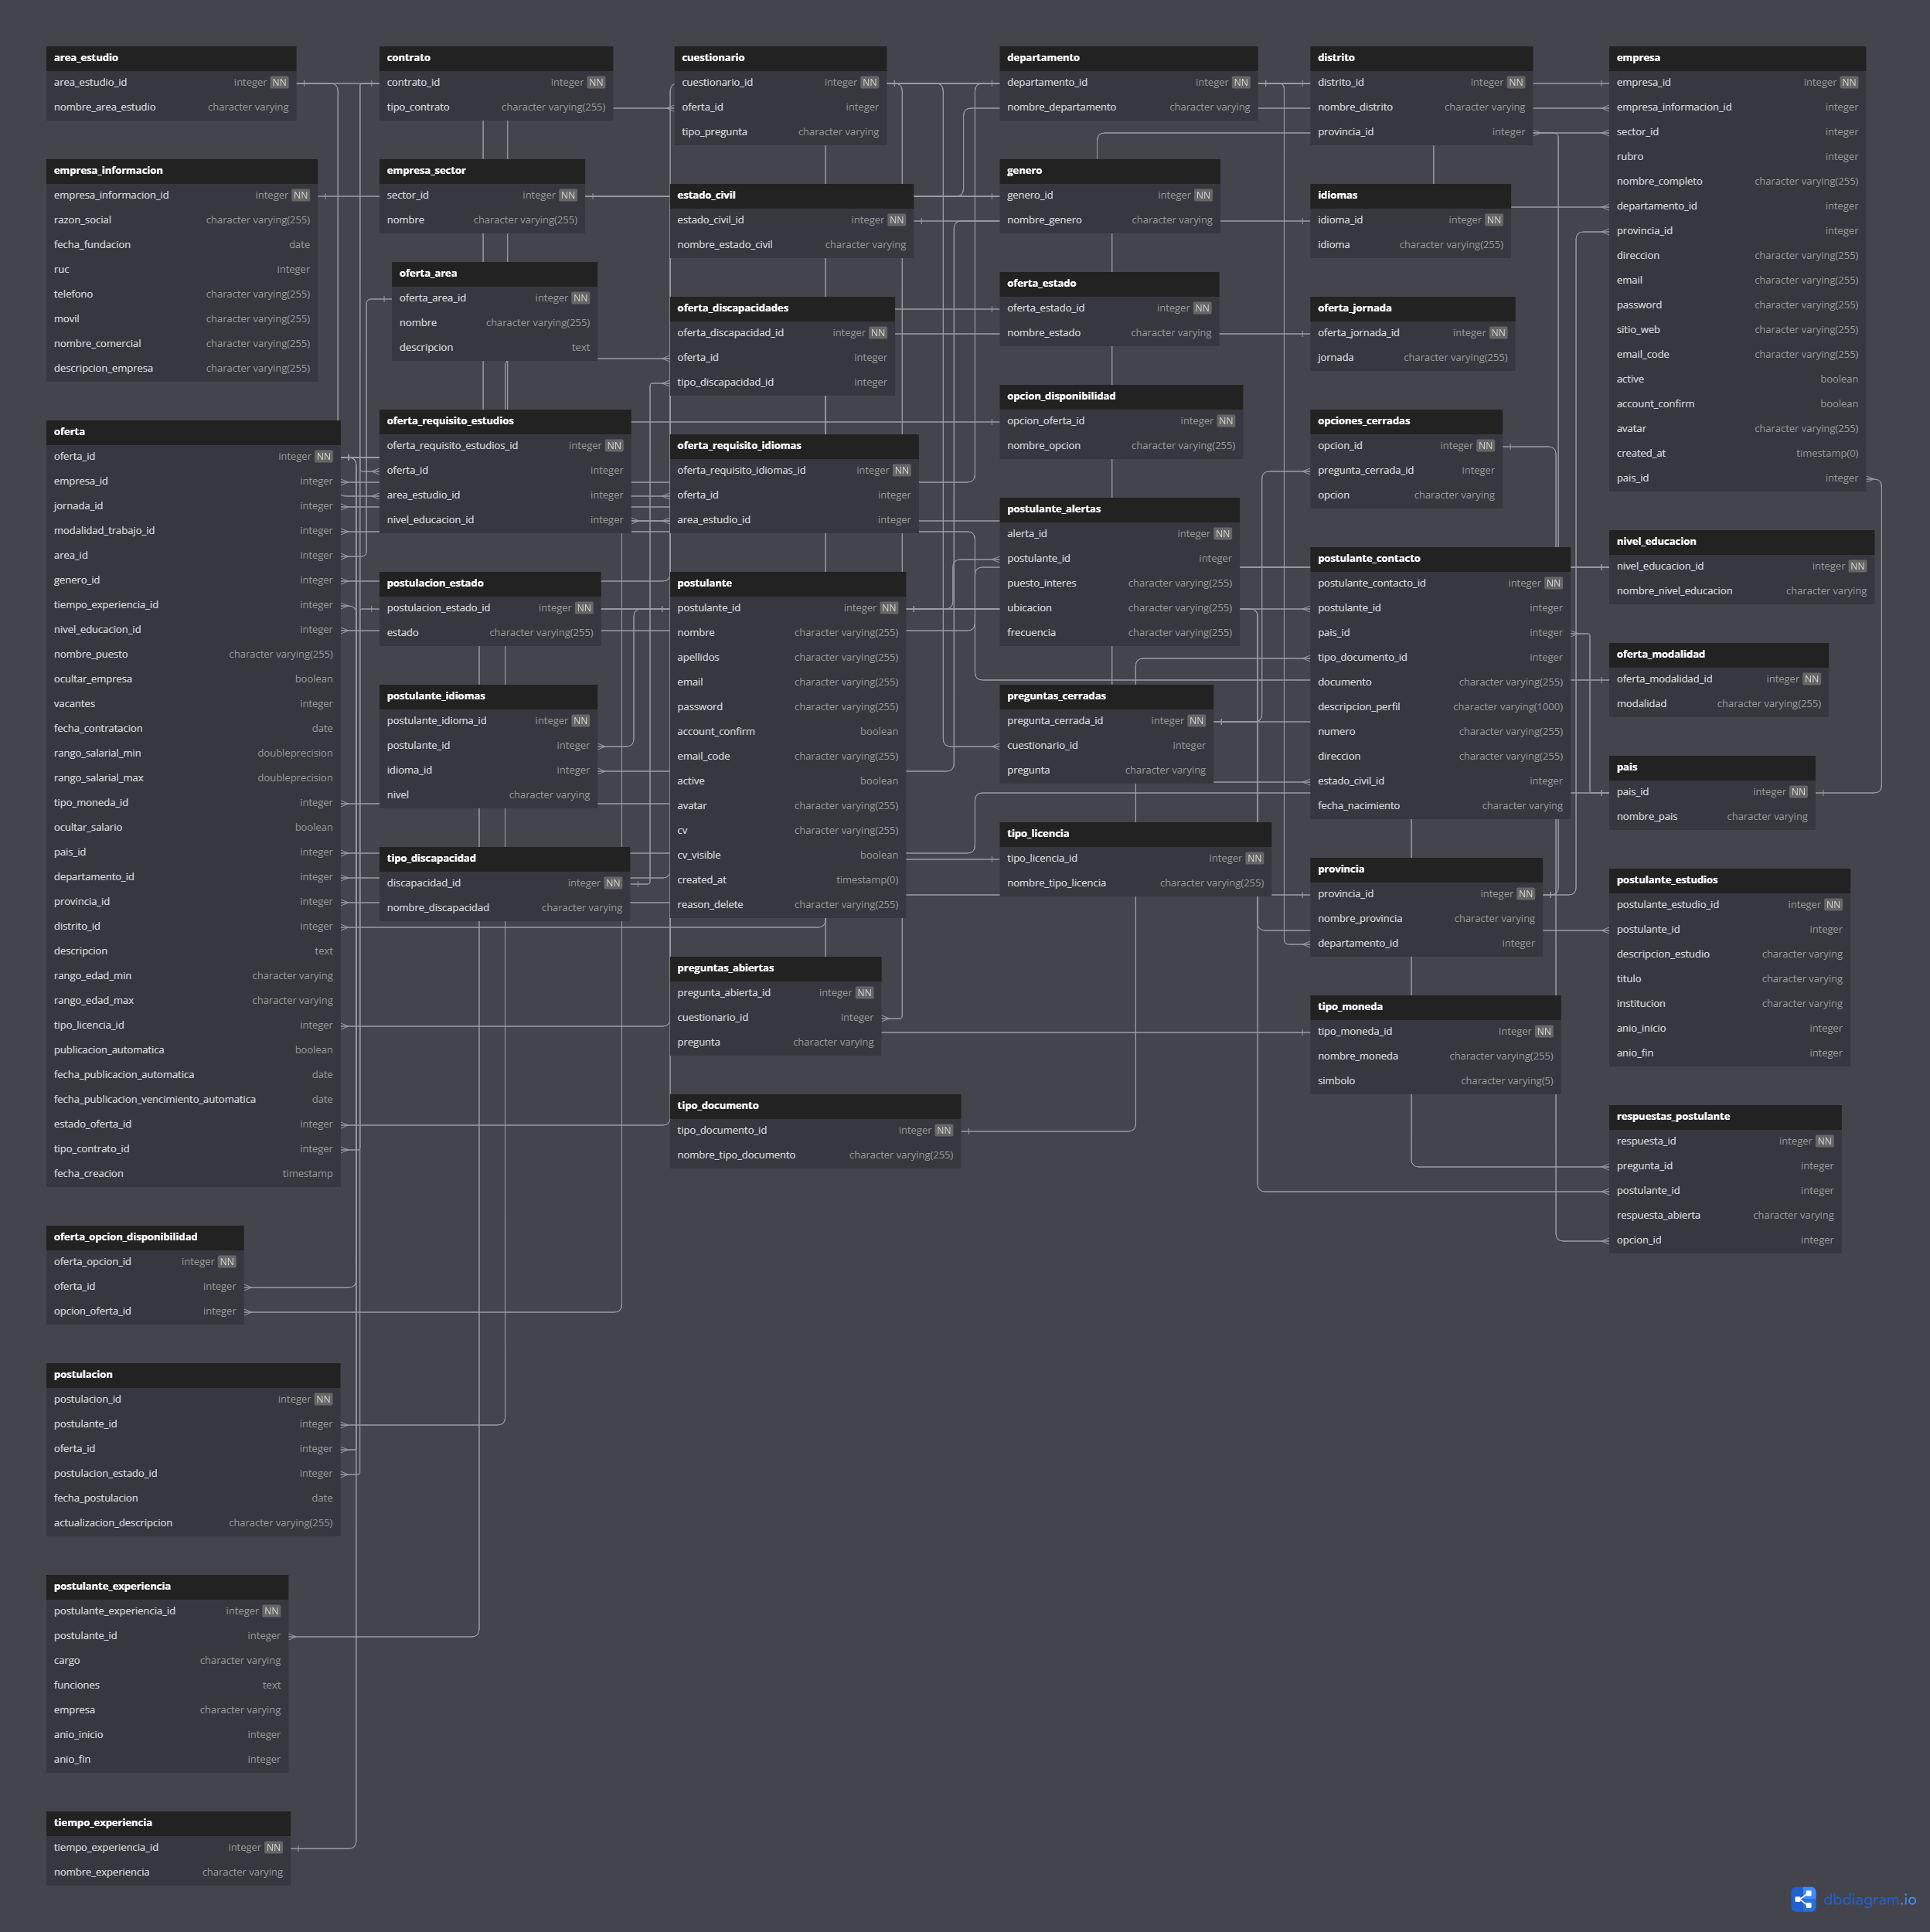 area_estudio
area_estudio_id integer NN
nombre_area_estudio character varying
empresa_informacion
empresa_informacion_id integer NN
razon_social character varying(255)
fecha_fundacion date
ruc integer
telefono character varying(255)
movil character varying(255)
nombre_comercial character varying(255)
descripcion_empresa character varying(255)
oferta
oferta_id integer NN
empresa_id integer
jornada_id integer
modalidad_trabajo_id integer
area_id integer
genero_id integer
tiempo_experiencia_id integer
nivel_educacion_id integer
nombre_puesto character varying(255)
ocultar_empresa boolean
vacantes integer
fecha_contratacion date
rango_salarial_min doubleprecision
rango_salarial_max doubleprecision
tipo_moneda_id integer
ocultar_salario boolean
pais_id integer
departamento_id integer
provincia_id integer
distrito_id integer
descripcion text
rango_edad_min character varying
rango_edad_max character varying
tipo_licencia_id integer
publicacion_automatica boolean
fecha_publicacion_automatica date
fecha_publicacion_vencimiento_automatica date
estado_oferta_id integer
tipo_contrato_id integer
fecha_creacion timestamp
oferta_opcion_disponibilidad
oferta_opcion_id integer NN
oferta_id integer
opcion_oferta_id integer
postulacion
postulacion_id integer NN
postulante_id integer
oferta_id integer
postulacion_estado_id integer
fecha_postulacion date
actualizacion_descripcion character varying(255)
postulante_experiencia
postulante_experiencia_id integer NN
postulante_id integer
cargo character varying
funciones text
empresa character varying
anio_inicio integer
anio_fin integer
tiempo_experiencia
tiempo_experiencia_id integer NN
nombre_experiencia character varying
contrato
contrato_id integer NN
tipo_contrato character varying(255)
empresa_sector
sector_id integer NN
nombre character varying(255)
oferta_area
oferta_area_id integer NN
nombre character varying(255)
descripcion text
oferta_requisito_estudios
oferta_requisito_estudios_id integer NN
oferta_id integer
area_estudio_id integer
nivel_educacion_id integer
postulacion_estado
postulacion_estado_id integer NN
estado character varying(255)
postulante_idiomas
postulante_idioma_id integer NN
postulante_id integer
idioma_id integer
nivel character varying
tipo_discapacidad
discapacidad_id integer NN
nombre_discapacidad character varying
cuestionario
cuestionario_id integer NN
oferta_id integer
tipo_pregunta character varying
estado_civil
estado_civil_id integer NN
nombre_estado_civil character varying
oferta_discapacidades
oferta_discapacidad_id integer NN
oferta_id integer
tipo_discapacidad_id integer
oferta_requisito_idiomas
oferta_requisito_idiomas_id integer NN
oferta_id integer
area_estudio_id integer
postulante
postulante_id integer NN
nombre character varying(255)
apellidos character varying(255)
email character varying(255)
password character varying(255)
account_confirm boolean
email_code character varying(255)
active boolean
avatar character varying(255)
cv character varying(255)
cv_visible boolean
created_at timestamp(0)
reason_delete character varying(255)
preguntas_abiertas
pregunta_abierta_id integer NN
cuestionario_id integer
pregunta character varying
tipo_documento
tipo_documento_id integer NN
nombre_tipo_documento character varying(255)
departamento
departamento_id integer NN
nombre_departamento character varying
genero
genero_id integer NN
nombre_genero character varying
oferta_estado
oferta_estado_id integer NN
nombre_estado character varying
opcion_disponibilidad
opcion_oferta_id integer NN
nombre_opcion character varying(255)
postulante_alertas
alerta_id integer NN
postulante_id integer
puesto_interes character varying(255)
ubicacion character varying(255)
frecuencia character varying(255)
preguntas_cerradas
pregunta_cerrada_id integer NN
cuestionario_id integer
pregunta character varying
tipo_licencia
tipo_licencia_id integer NN
nombre_tipo_licencia character varying(255)
distrito
distrito_id integer NN
nombre_distrito character varying
provincia_id integer
idiomas
idioma_id integer NN
idioma character varying(255)
oferta_jornada
oferta_jornada_id integer NN
jornada character varying(255)
opciones_cerradas
opcion_id integer NN
pregunta_cerrada_id integer
opcion character varying
postulante_contacto
postulante_contacto_id integer NN
postulante_id integer
pais_id integer
tipo_documento_id integer
documento character varying(255)
descripcion_perfil character varying(1000)
numero character varying(255)
direccion character varying(255)
estado_civil_id integer
fecha_nacimiento character varying
provincia
provincia_id integer NN
nombre_provincia character varying
departamento_id integer
tipo_moneda
tipo_moneda_id integer NN
nombre_moneda character varying(255)
simbolo character varying(5)
empresa
empresa_id integer NN
empresa_informacion_id integer
sector_id integer
rubro integer
nombre_completo character varying(255)
departamento_id integer
provincia_id integer
direccion character varying(255)
email character varying(255)
password character varying(255)
sitio_web character varying(255)
email_code character varying(255)
active boolean
account_confirm boolean
avatar character varying(255)
created_at timestamp(0)
pais_id integer
nivel_educacion
nivel_educacion_id integer NN
nombre_nivel_educacion character varying
oferta_modalidad
oferta_modalidad_id integer NN
modalidad character varying(255)
pais
pais_id integer NN
nombre_pais character varying
postulante_estudios
postulante_estudio_id integer NN
postulante_id integer
descripcion_estudio character varying
titulo character varying
institucion character varying
anio_inicio integer
anio_fin integer
respuestas_postulante
respuesta_id integer NN
pregunta_id integer
postulante_id integer
respuesta_abierta character varying
opcion_id integer
dbdiagram.io